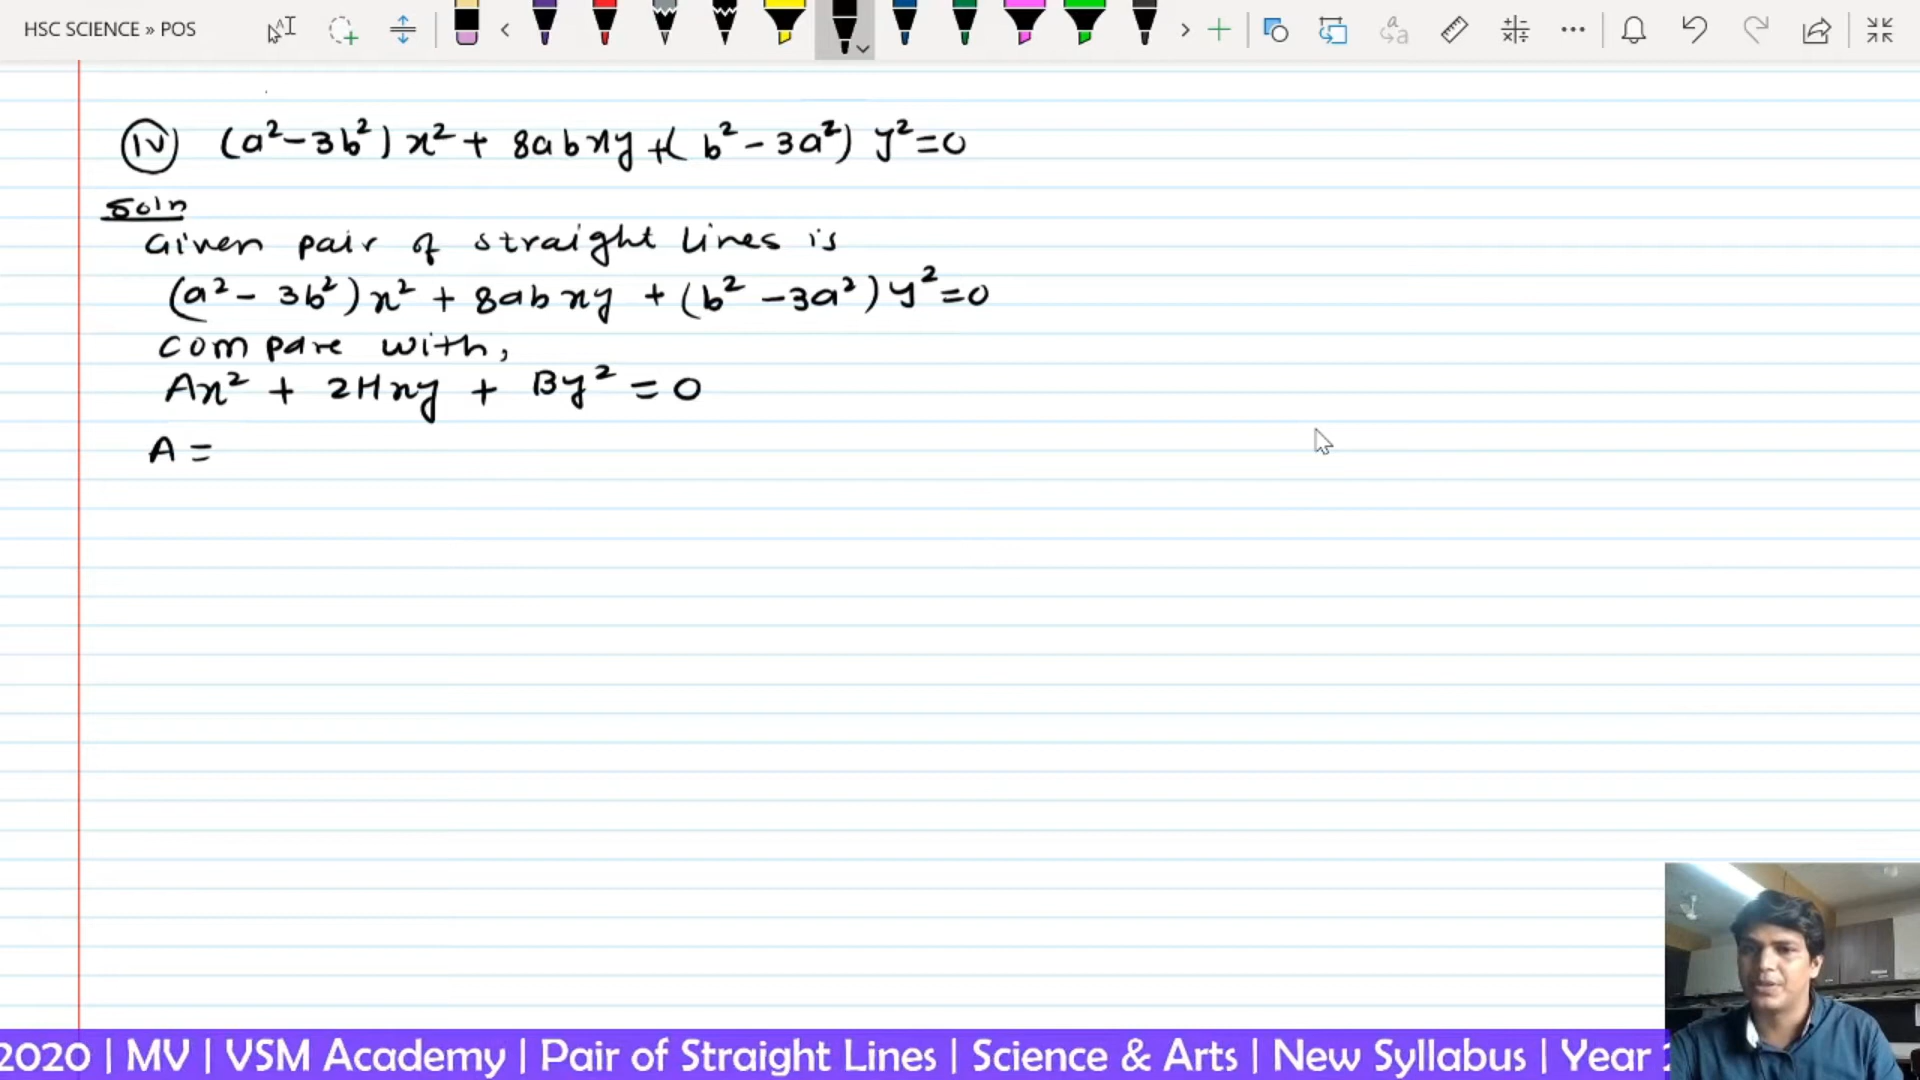 HSC SCIENCE » POS
(iv) (a²-3b²)x² + 8abxy + (b²-3a²) y²=0
Soln
Given pair of straight lines is
(a² - 3b²)x² + 8abxy + (b² - 3a²)y²=0
compare with,
Ax² + 2Hxy + By² = 0
A =
2020 | MV | VSM Academy | Pair of Straight Lines | Science & Arts | New Syllabus | Year